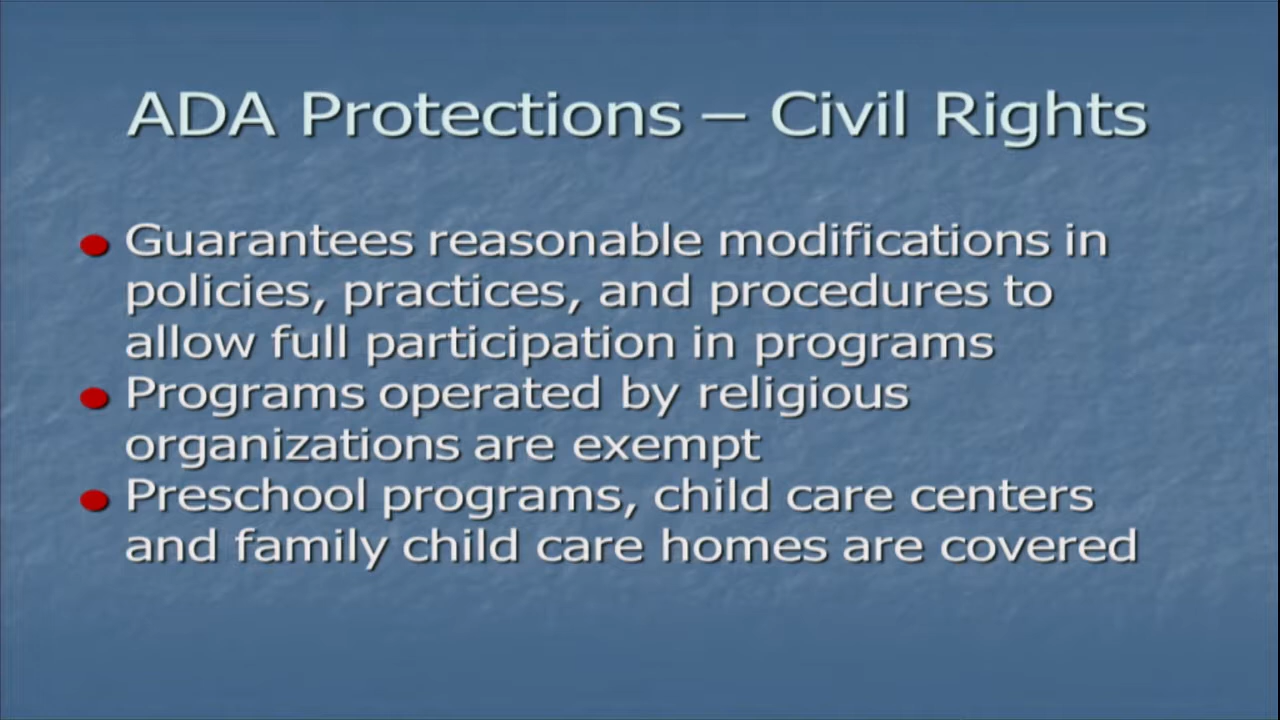 ADA Protections – Civil Rights
Guarantees reasonable modifications in
policies, practices, and procedures to
allow full participation in programs
Programs operated by religious
organizations are exempt
Preschool programs, child care centers
and family child care homes are covered